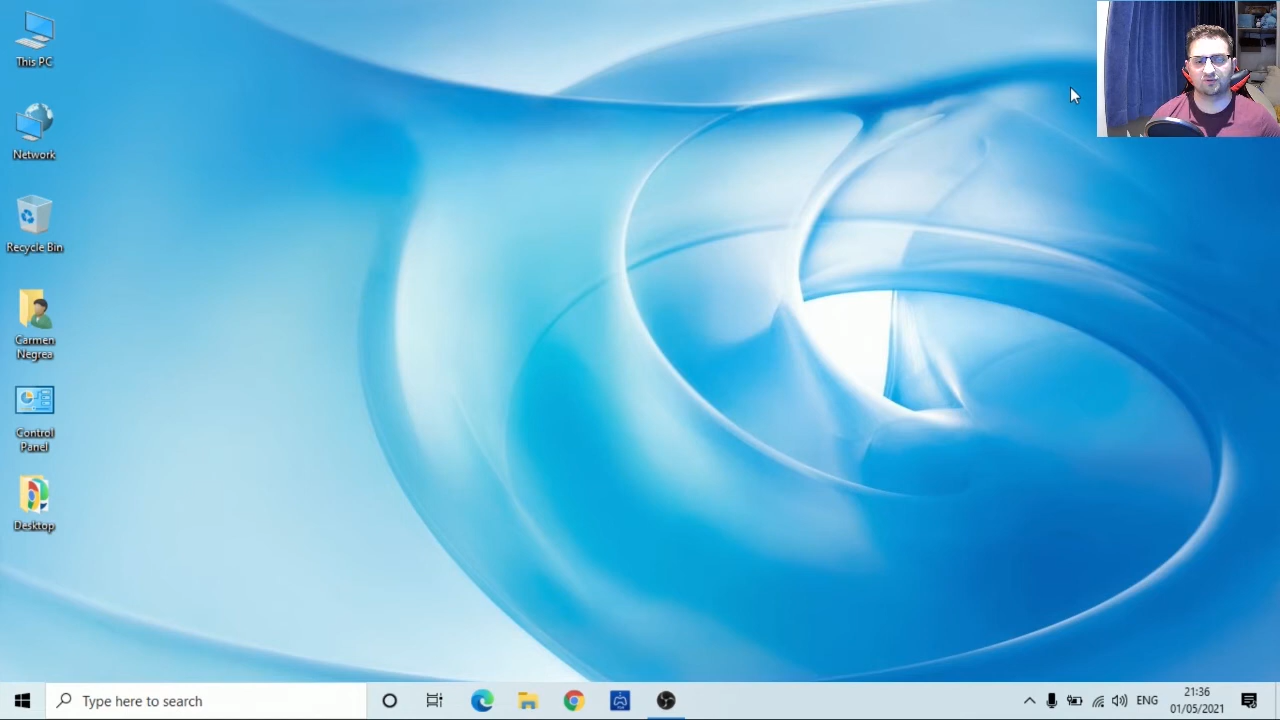 This PC
Network
Recycle Bin
Carmen
Negrea
Control
Panel
Desktop
Type here to search
ENG
21:36
01/05/2021